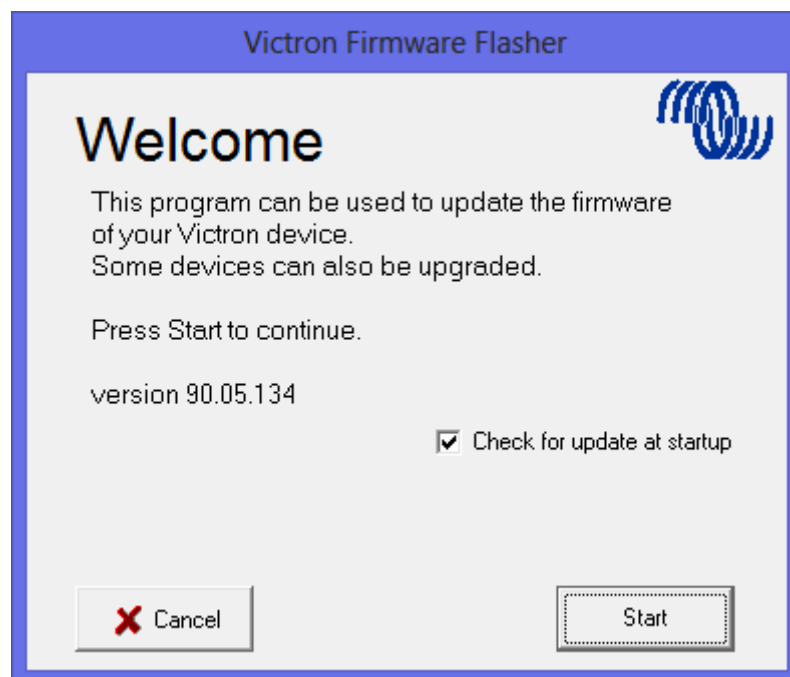 Victron Firmware Flasher
Welcome
This program can be used to update the firmware
of your Victron device.
Some devices can also be upgraded.
Press Start to continue.
version 90.05.134
Check for update at startup
Cancel
Start